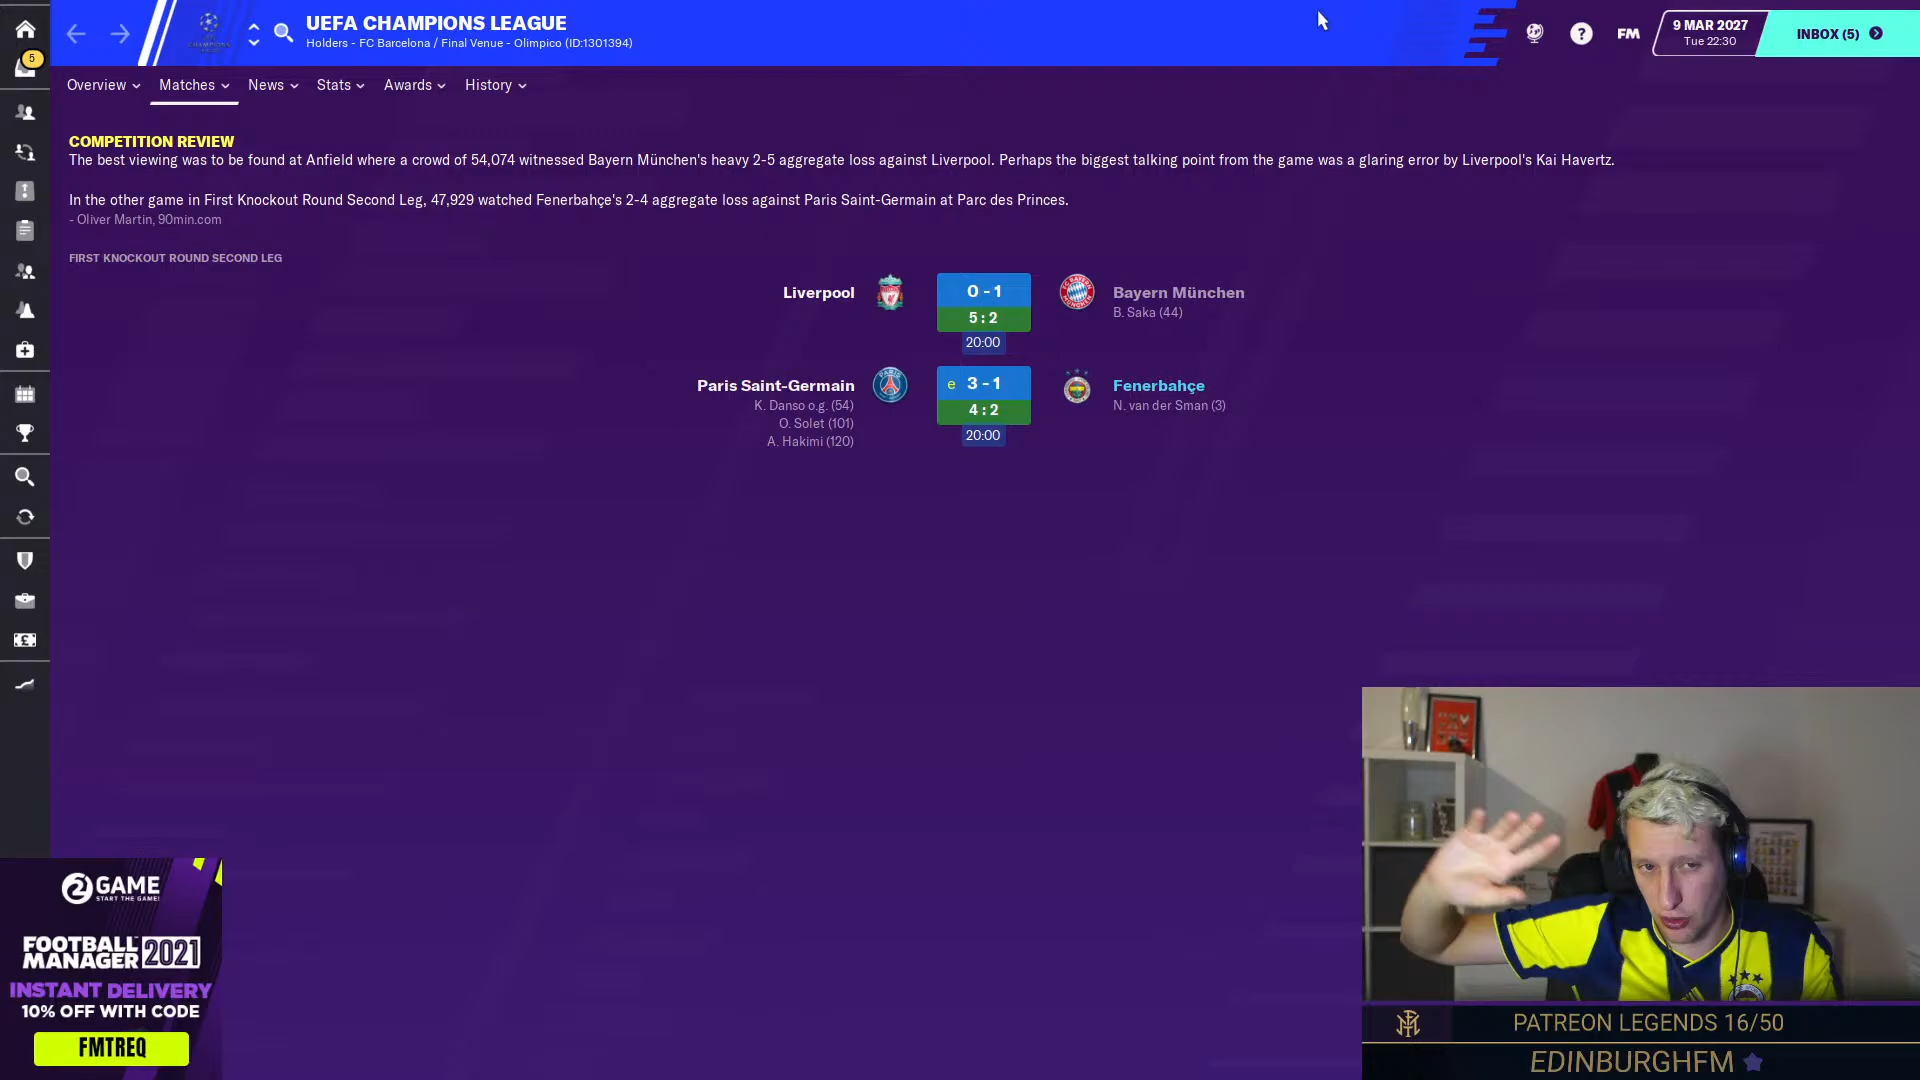 UEFA CHAMPIONS LEAGUE
Holders - FC Barcelona / Final Venue - Olimpico (ID:1301394)
FM
9 MAR 2027
Tue 22:30
INBOX (5)
5
Overview
Matches
News
Stats
Awards
History
COMPETITION REVIEW
The best viewing was to be found at Anfield where a crowd of 54,074 witnessed Bayern München's heavy 2-5 aggregate loss against Liverpool. Perhaps the biggest talking point from the game was a glaring error by Liverpool's Kai Havertz.
In the other game in First Knockout Round Second Leg, 47,929 watched Fenerbahçe's 2-4 aggregate loss against Paris Saint-Germain at Parc des Princes.
- Oliver Martin, 90min.com
FIRST KNOCKOUT ROUND SECOND LEG
Liverpool
0 - 1
5 : 2
20:00
Bayern München
B. Saka (44)
Paris Saint-Germain
K. Danso o.g. (54)
O. Solet (101)
A. Hakimi (120)
e 3 - 1
4 : 2
20:00
Fenerbahçe
N. van der Sman (3)
2GAME
START THE GAME!
FOOTBALL
MANAGER 2021
INSTANT DELIVERY
10% OFF WITH CODE
FMTREQ
PATREON LEGENDS 16/50
EDINBURGHFM